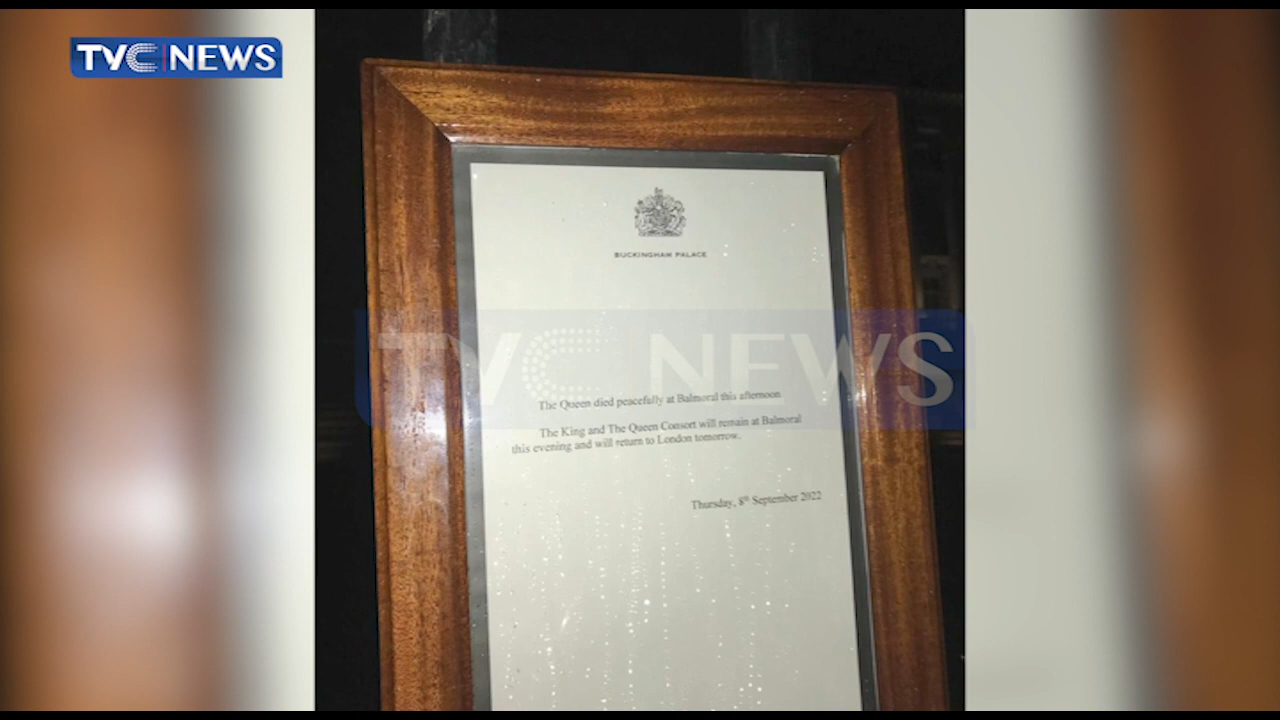 TVC NEWS
BUCKINGHAM PALACE
TVC NEWS
The Queen died peacefully at Balmoral this afternoon
The King and The Queen Consort will remain at Balmoral
this evening and will return to London tomorrow.
Thursday, 8th September 2022